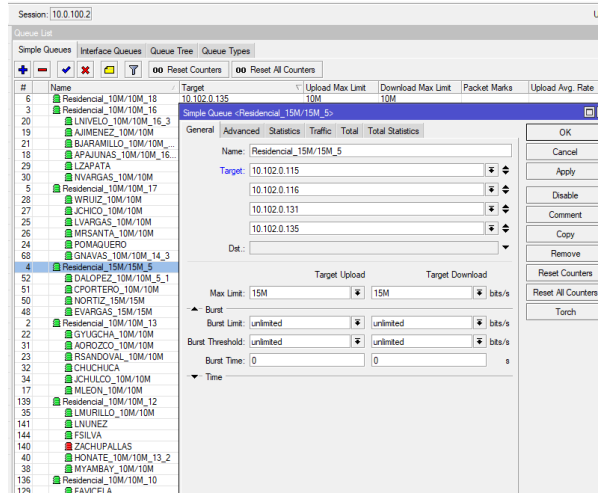 Session: 10.0.100.2
Queue List
Simple Queues Interface Queues Queue Tree Queue Types
00 Reset Counters 00 Reset All Counters
# Name Target Upload Max Limit Download Max Limit Packet Marks Upload Avg. Rate
6 Residencial_10M/10M_18 10.102.0.135 10M 10M
3 Residencial_10M/10M_16
20 LNIVELO_10M/10M_16_3
19 AJIMENEZ_10M/10M
21 BJARAMILLO_10M/10M_...
18 APAJUNAS_10M/10M_16...
29 LZAPATA
30 NVARGAS_10M/10M
5 Residencial_10M/10M_17
28 WRUIZ_10M/10M
27 JCHICO_10M/10M
25 LVARGAS_10M/10M
26 MRSANTA_10M/10M
24 POMAQUERO
68 GNAVAS_10M/10M_14_3
4 Residencial_15M/15M_5
52 DALOPEZ_10M/10M_5_1
51 CPORTERO_10M/10M
50 NORTIZ_15M/15M
48 EVARGAS_15M/15M
2 Residencial_10M/10M_13
22 GYUGCHA_10M/10M
31 AOROZCO_10M/10M
23 RSANDOVAL_10M/10M
32 CHUCHUCA
34 JCHULCO_10M/10M
17 MLEON_10M/10M
139 Residencial_10M/10M_12
35 LMURILLO_10M/10M
141 LNUNEZ
144 FSILVA
140 ZACHUPALLAS
40 HONATE_10M/10M_13_2
38 MYAMBAY_10M/10M
136 Residencial_10M/10M_10
129 FAVICELA
Simple Queue <Residencial_15M/15M_5>
General Advanced Statistics Traffic Total Total Statistics
Name: Residencial_15M/15M_5
Target: 10.102.0.115
10.102.0.116
10.102.0.131
10.102.0.135
Dst.:
Target Upload Target Download
Max Limit: 15M 15M bits/s
Burst
Burst Limit: unlimited unlimited bits/s
Burst Threshold: unlimited unlimited bits/s
Burst Time: 0 0 s
Time
OK
Cancel
Apply
Disable
Comment
Copy
Remove
Reset Counters
Reset All Counters
Torch